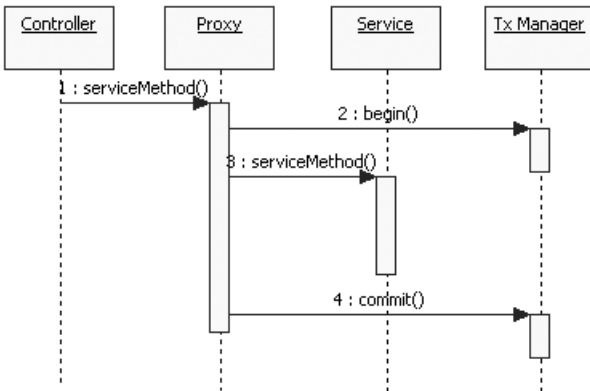 Controller
Proxy
Service
Tx Manager
1 : serviceMethod()
2 : begin()
3 : serviceMethod()
4 : commit()